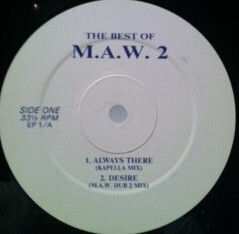 THE BEST OF
M.A.W. 2
SIDE ONE
33⅓ RPM
EP 1/A
1. ALWAYS THERE
(KAPELLA MIX)
2. DESIRE
(M.A.W. DUB 2 MIX)